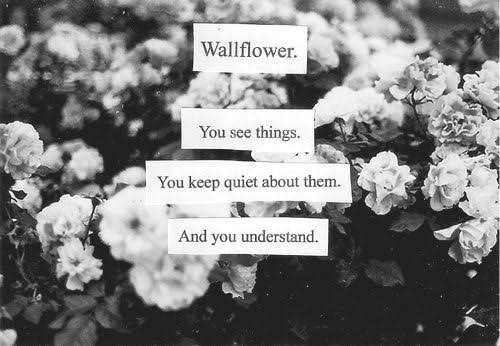 Wallflower.
You see things.
You keep quiet about them.
And you understand.